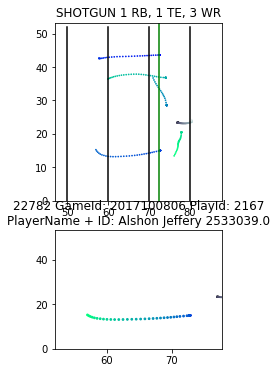 SHOTGUN 1 RB, 1 TE, 3 WR
50
40
30
20
10
0
50 60 70 80
22782 GameId: 2017100806 PlayId: 2167
PlayerName + ID: Alshon Jeffery 2533039.0
40
20
0
60 70